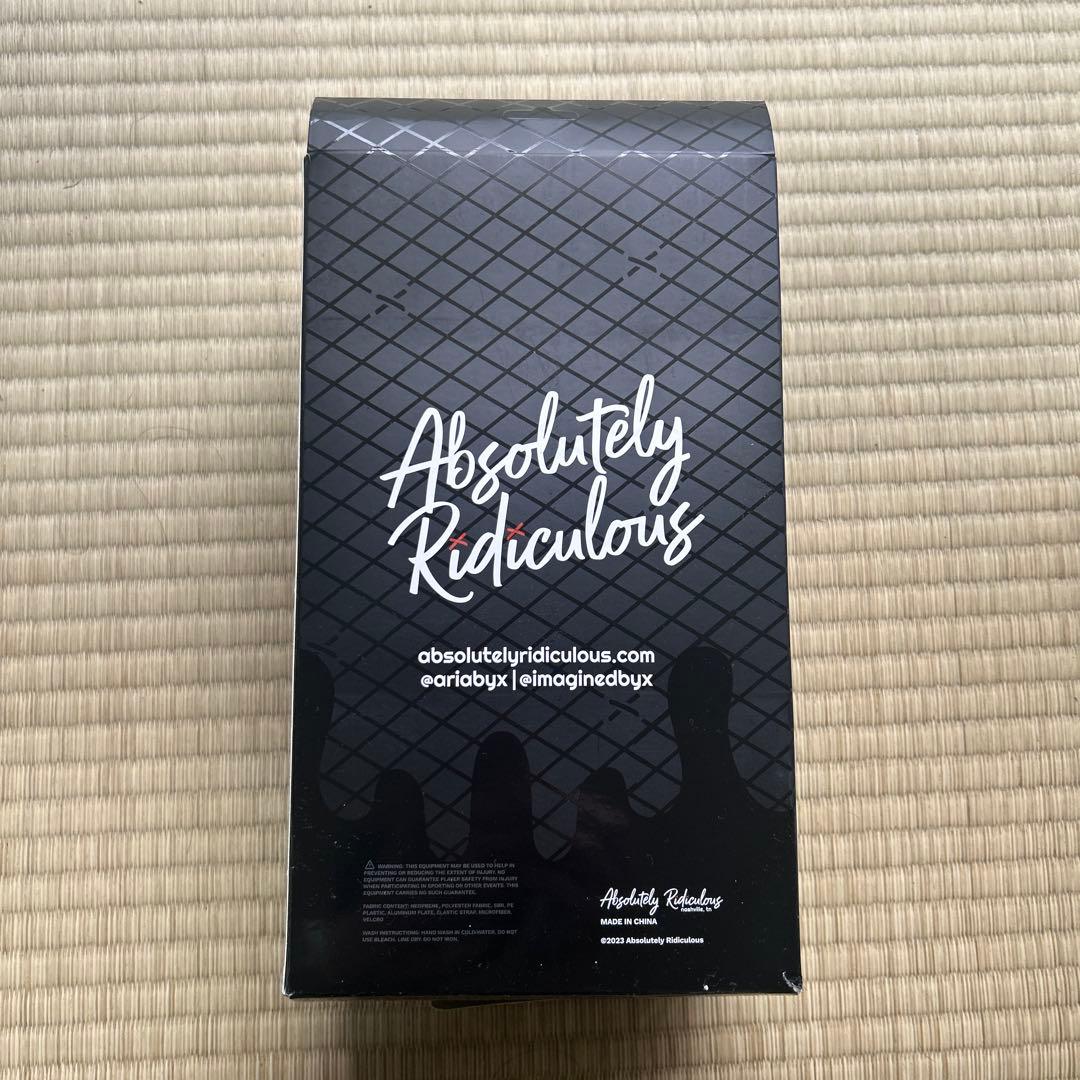 Absolutely
Ridiculous
absolutelyridiculous.com
@ariabyx | @imaginedbyx
WARNING: THIS EQUIPMENT MAY BE USED TO HELP IN
PREVENTING OR REDUCING THE EXTENT OF INJURY. NO
EQUIPMENT CAN GUARANTEE PLAYER SAFETY FROM INJURY
WHEN PARTICIPATING IN SPORTING OR OTHER EVENTS. THIS
EQUIPMENT CARRIES NO SUCH GUARANTEE.
FABRIC CONTENT: NEOPRENE, POLYESTER FABRIC, SBR, PE
PLASTIC, ALUMINUM PLATE, ELASTIC STRAP, MICROFIBER,
VELCRO
WASH INSTRUCTIONS: HAND WASH IN COLD WATER, DO NOT
USE BLEACH. LINE DRY. DO NOT IRON.
Absolutely Ridiculous
nashville, tn
MADE IN CHINA
©2023 Absolutely Ridiculous